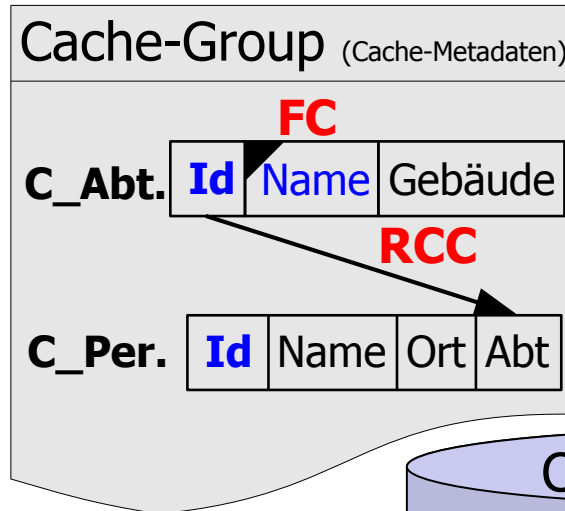 Cache-Group (Cache-Metadaten)
FC
C_Abt. Id Name Gebäude
RCC
C_Per. Id Name Ort Abt